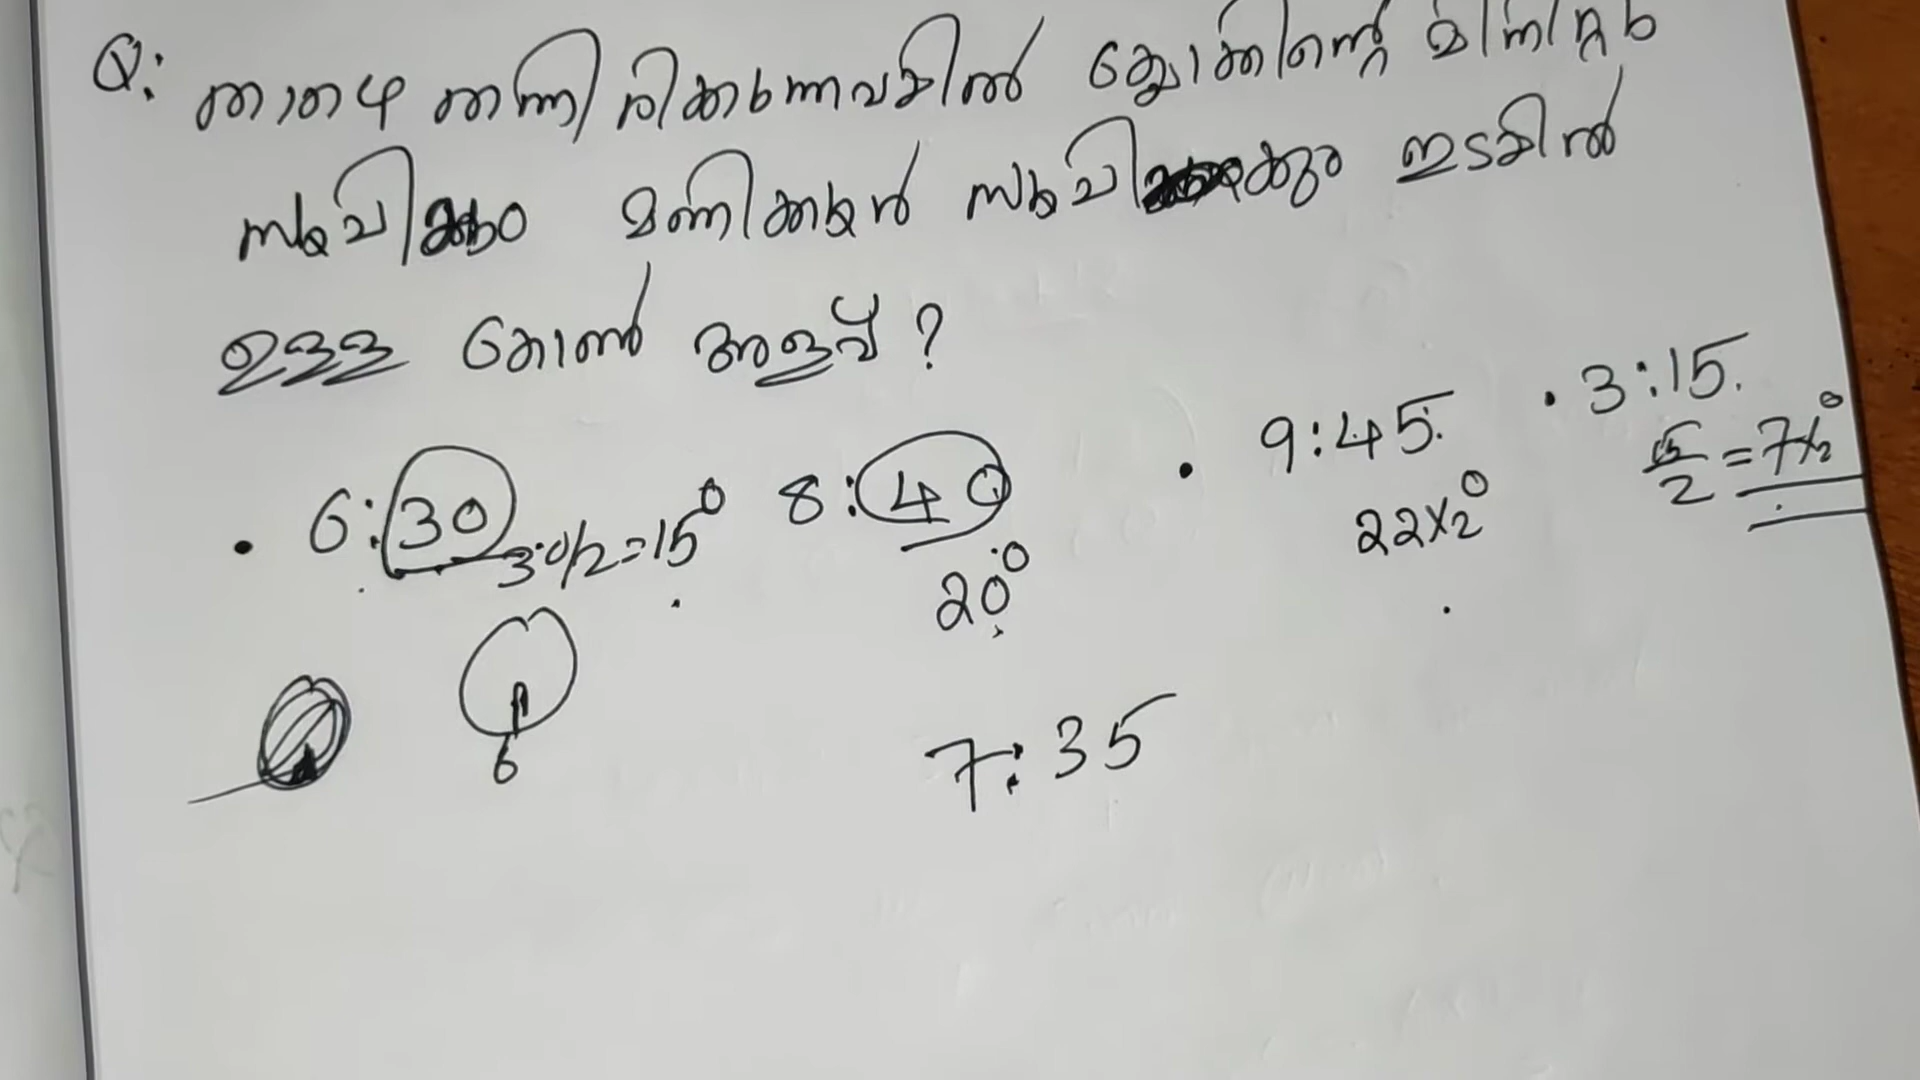 Q: താഴെ തന്നിരിക്കുന്നവയിൽ ക്ലോക്കിന്റെ മിനിറ്റു
സൂചിക്കും മണിക്കൂർ സൂചിക്കും ഇടയിൽ
ഉള്ള കോൺ അളവ് ?
• 6:30 8:40 • 9:45. • 3:15.
30/2=15° 20° 22½° 15/2 = 7½°
6
7:35